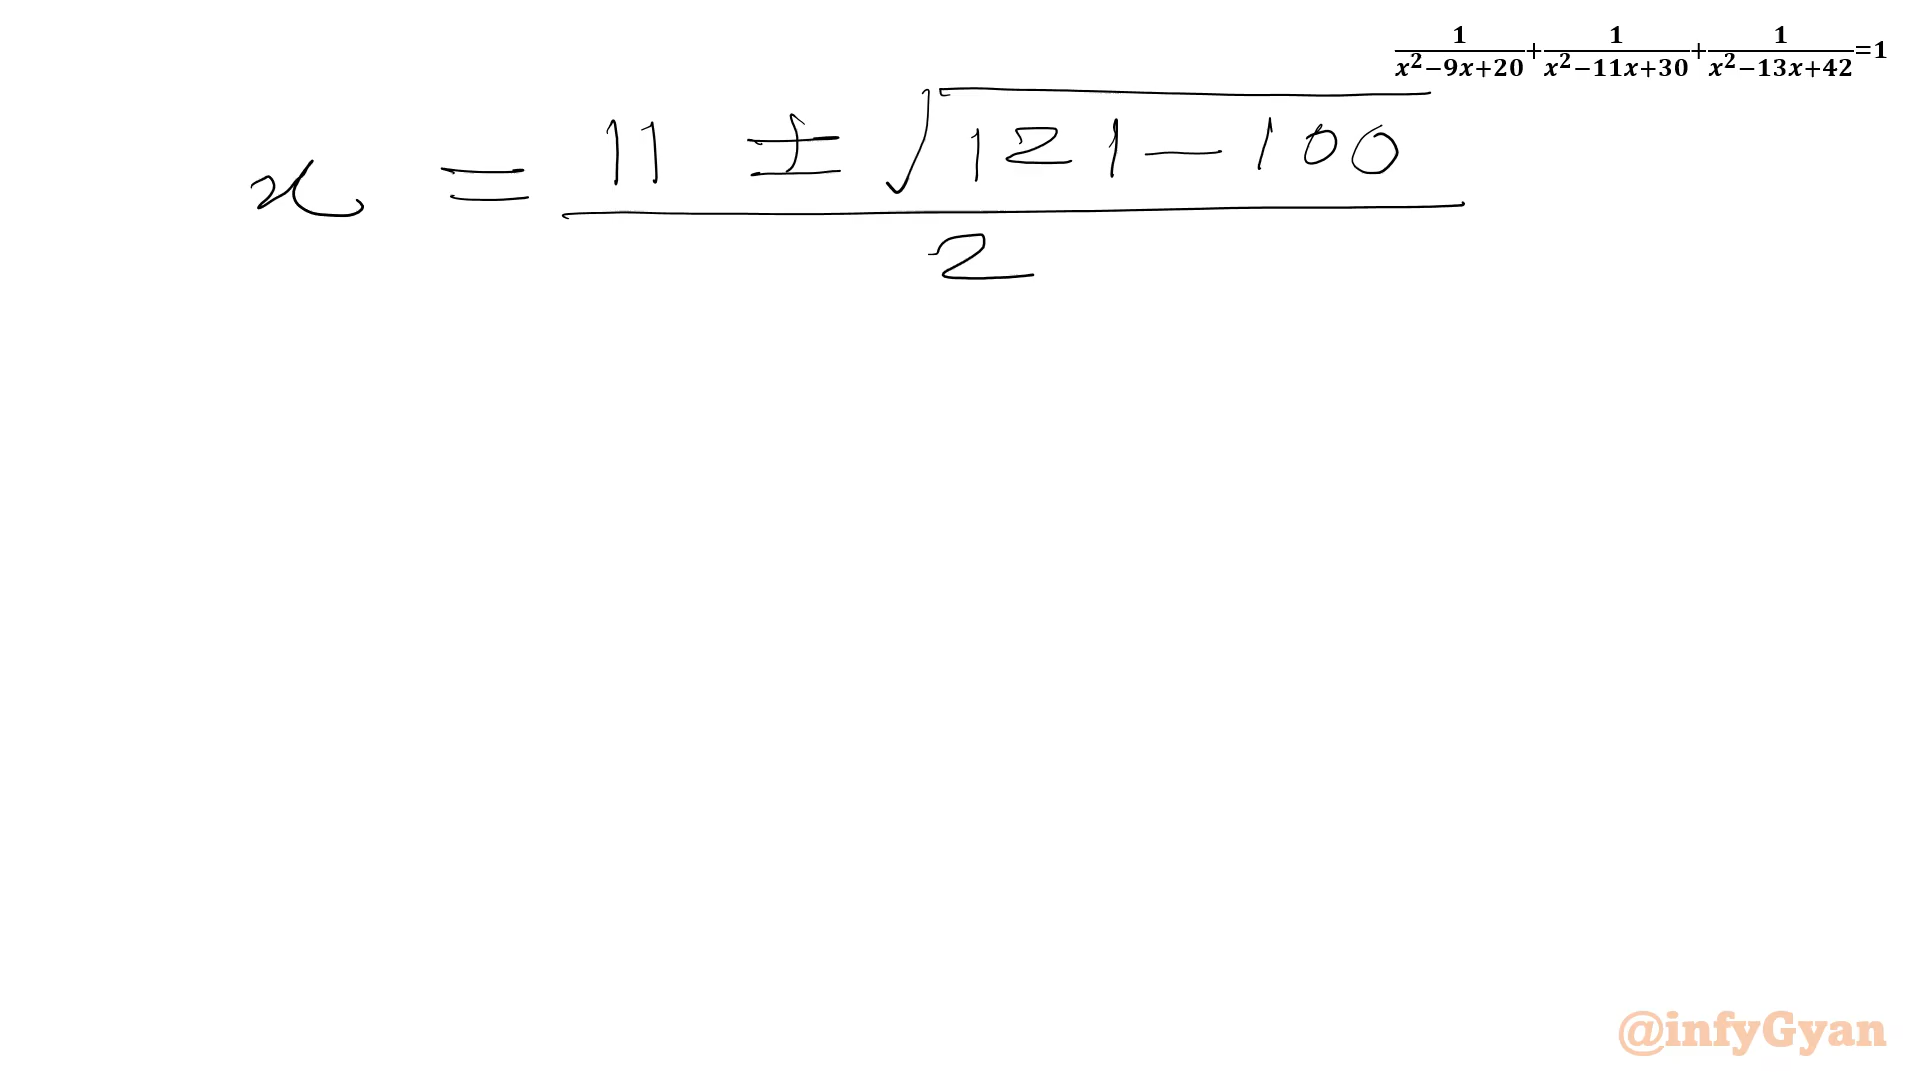 1/(x²−9x+20) + 1/(x²−11x+30) + 1/(x²−13x+42) = 1
x = (11 ± √(121 − 100))/2
@infyGyan